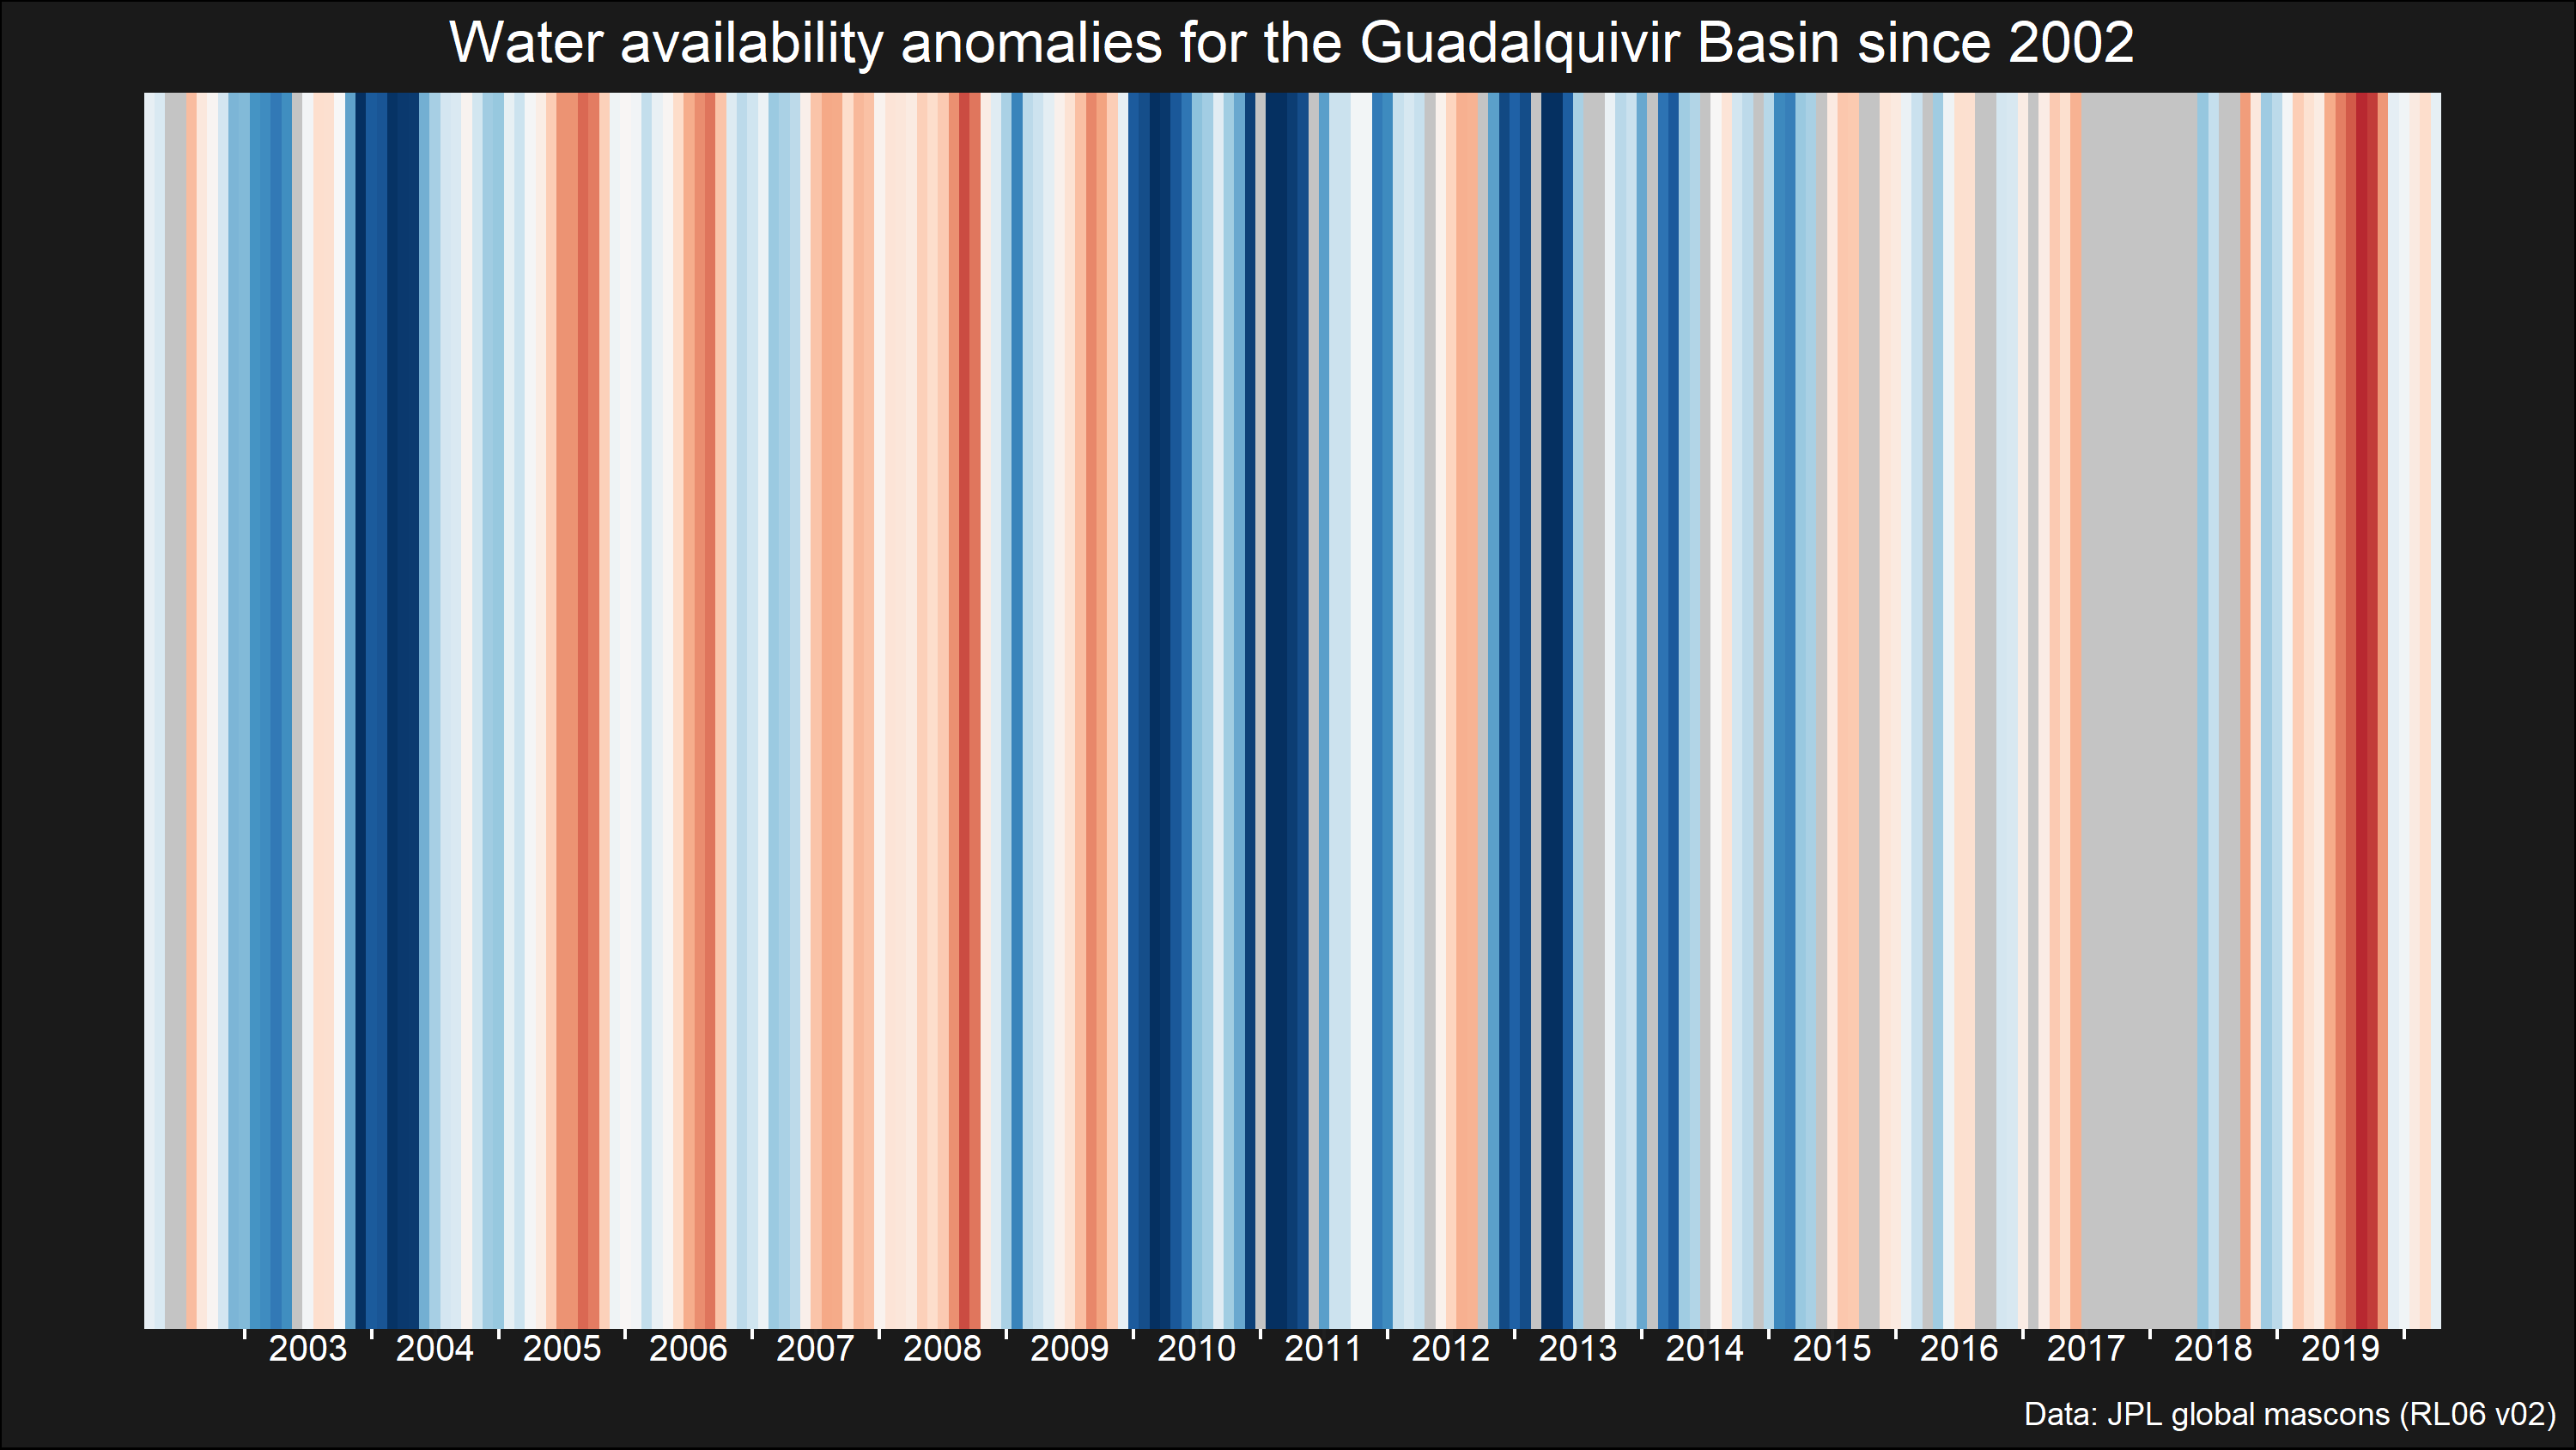 Water availability anomalies for the Guadalquivir Basin since 2002
2003 2004 2005 2006 2007 2008 2009 2010 2011 2012 2013 2014 2015 2016 2017 2018 2019
Data: JPL global mascons (RL06 v02)